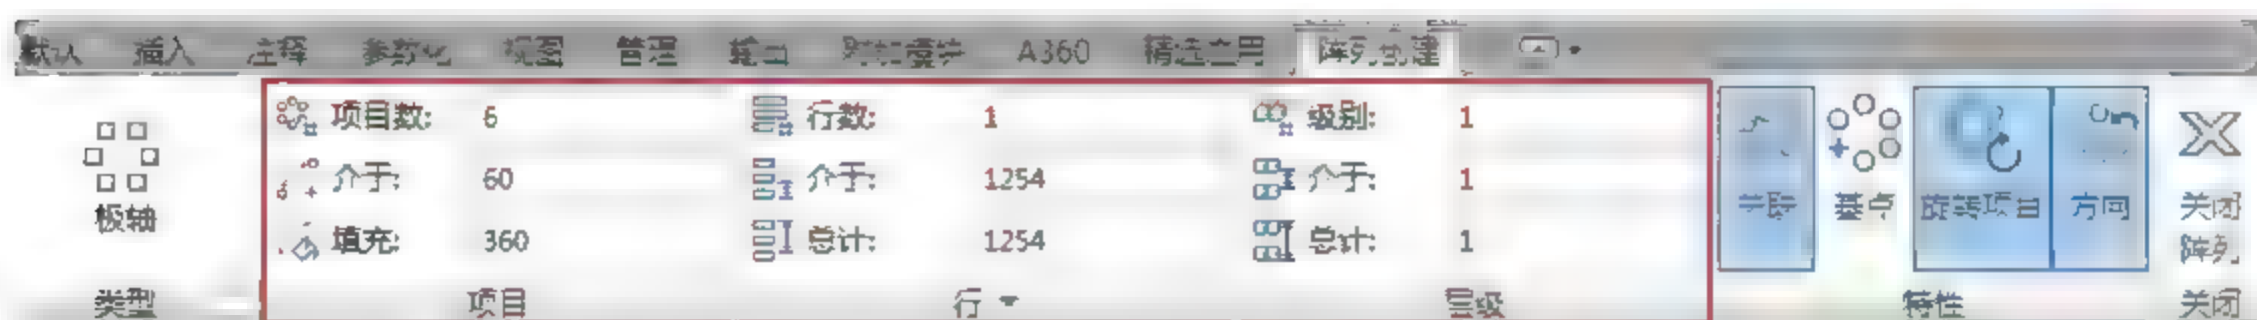 默认 插入 注释 参数化 视图 管理 输出 附加模块 A360 精选应用 阵列创建
项目数: 6 行数: 1 级别: 1
介于: 60 介于: 1254 介于: 1
极轴 填充: 360 总计: 1254 总计: 1
关联 基点 旋转项目 方向 关闭
阵列
类型 项目 行 层级 特性 关闭